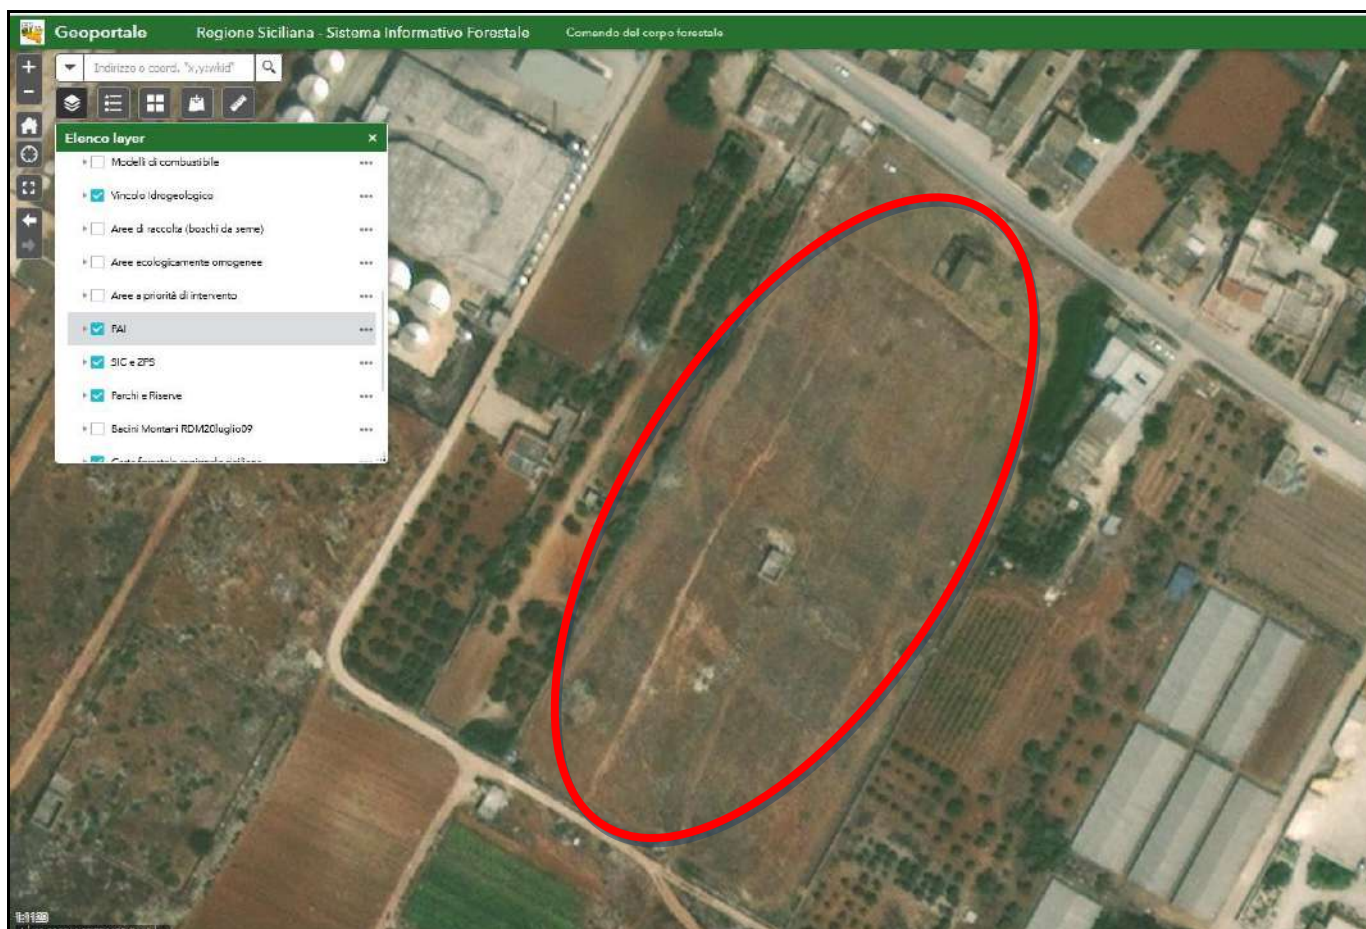 Geoportale Regione Siciliana - Sistema Informativo Forestale Comando del corpo forestale
Indirizzo o coord. "x,y:wkid"
Elenco layer ×
Modelli di combustibile
Vincolo Idrogeologico
Aree di raccolta (boschi da seme)
Aree ecologicamente omogenee
Aree a priorità di intervento
PAI
SIC e ZPS
Parchi e Riserve
Bacini Montani RDM20luglio09